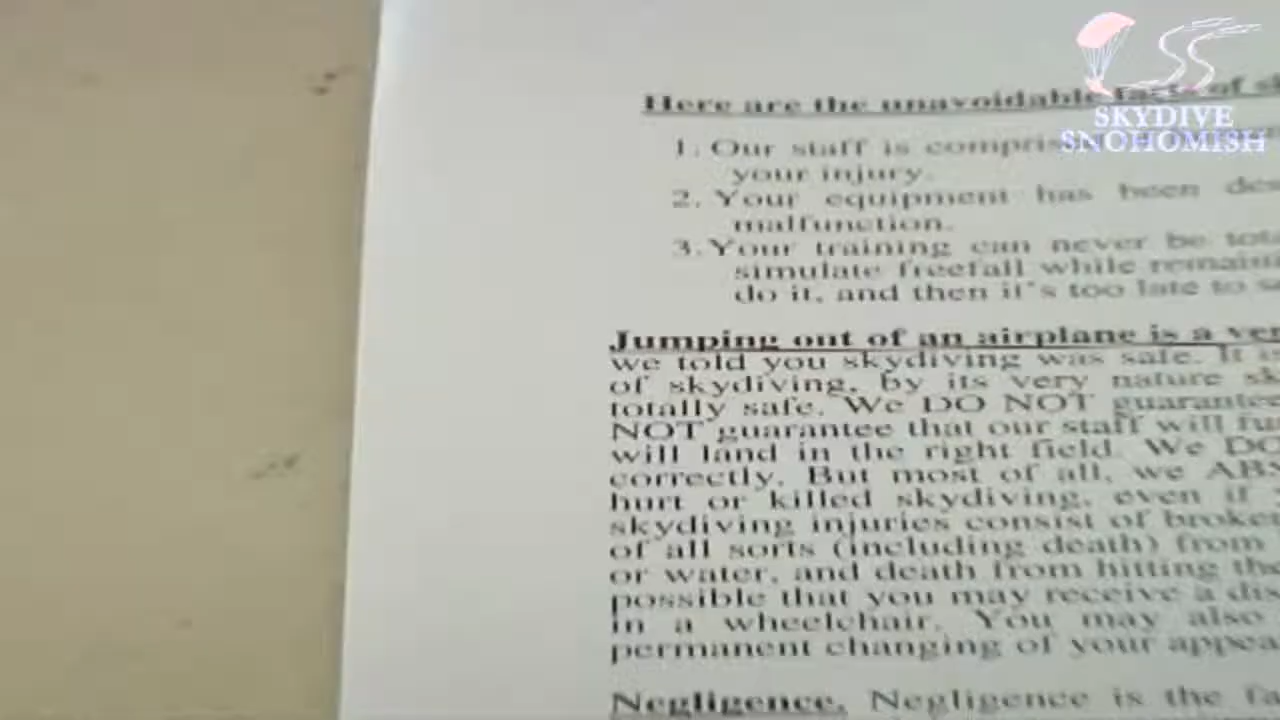 Here are the unavoidable facts of
SKYDIVE
SNOHOMISH
1. Our staff is
your injury.
2. Your equipment has been
malfunction.
3. Your training can never be
simulate freefall while
do it, and then it's too late to
Jumping out of an airplane is a
we told you skydiving was safe. It
of skydiving, by its very nature
totally safe. We DO NOT guarantee
NOT guarantee that our staff will
will land in the right field. We
correctly. But most of all, we
hurt or killed skydiving, even if
skydiving injuries consist of
of all sorts (including death) from
or water, and death from hitting
possible that you may receive a
in a wheelchair. You may also
permanent changing of your
Negligence. Negligence is the